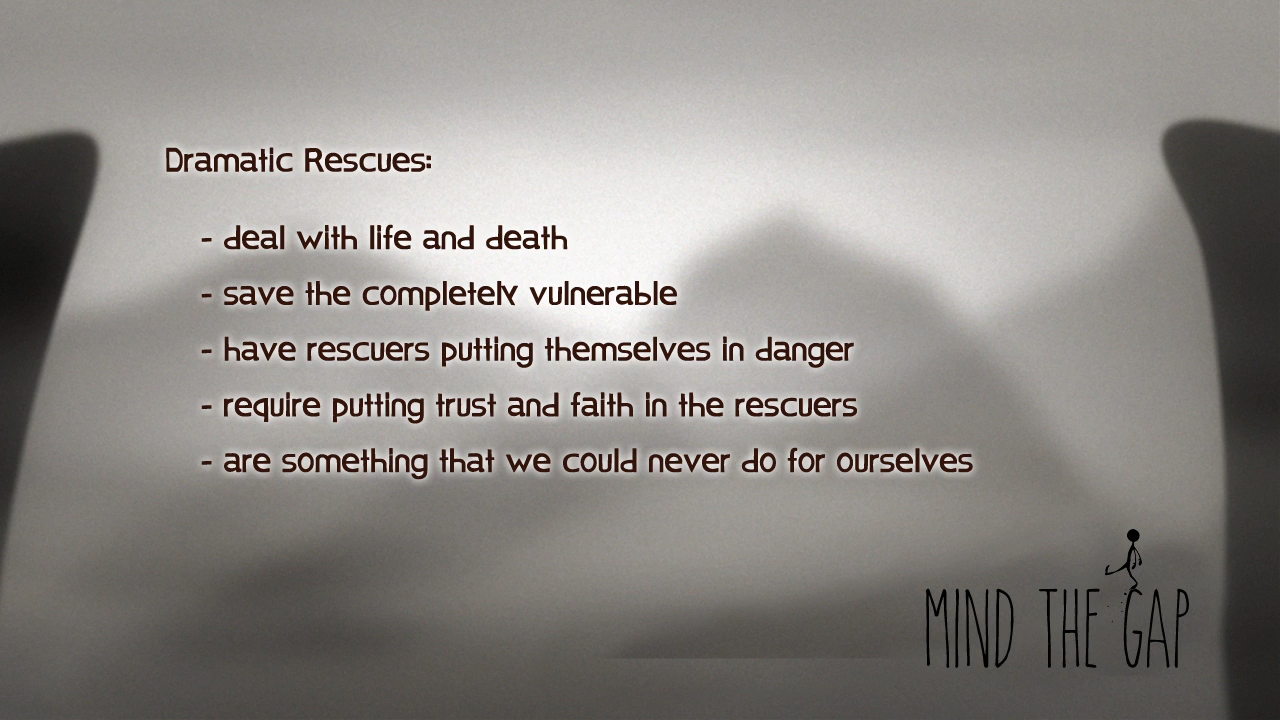 Dramatic Rescues:
- deal with life and death
- save the completely vulnerable
- have rescuers putting themselves in danger
- require putting trust and faith in the rescuers
- are something that we could never do for ourselves
MIND THE GAP